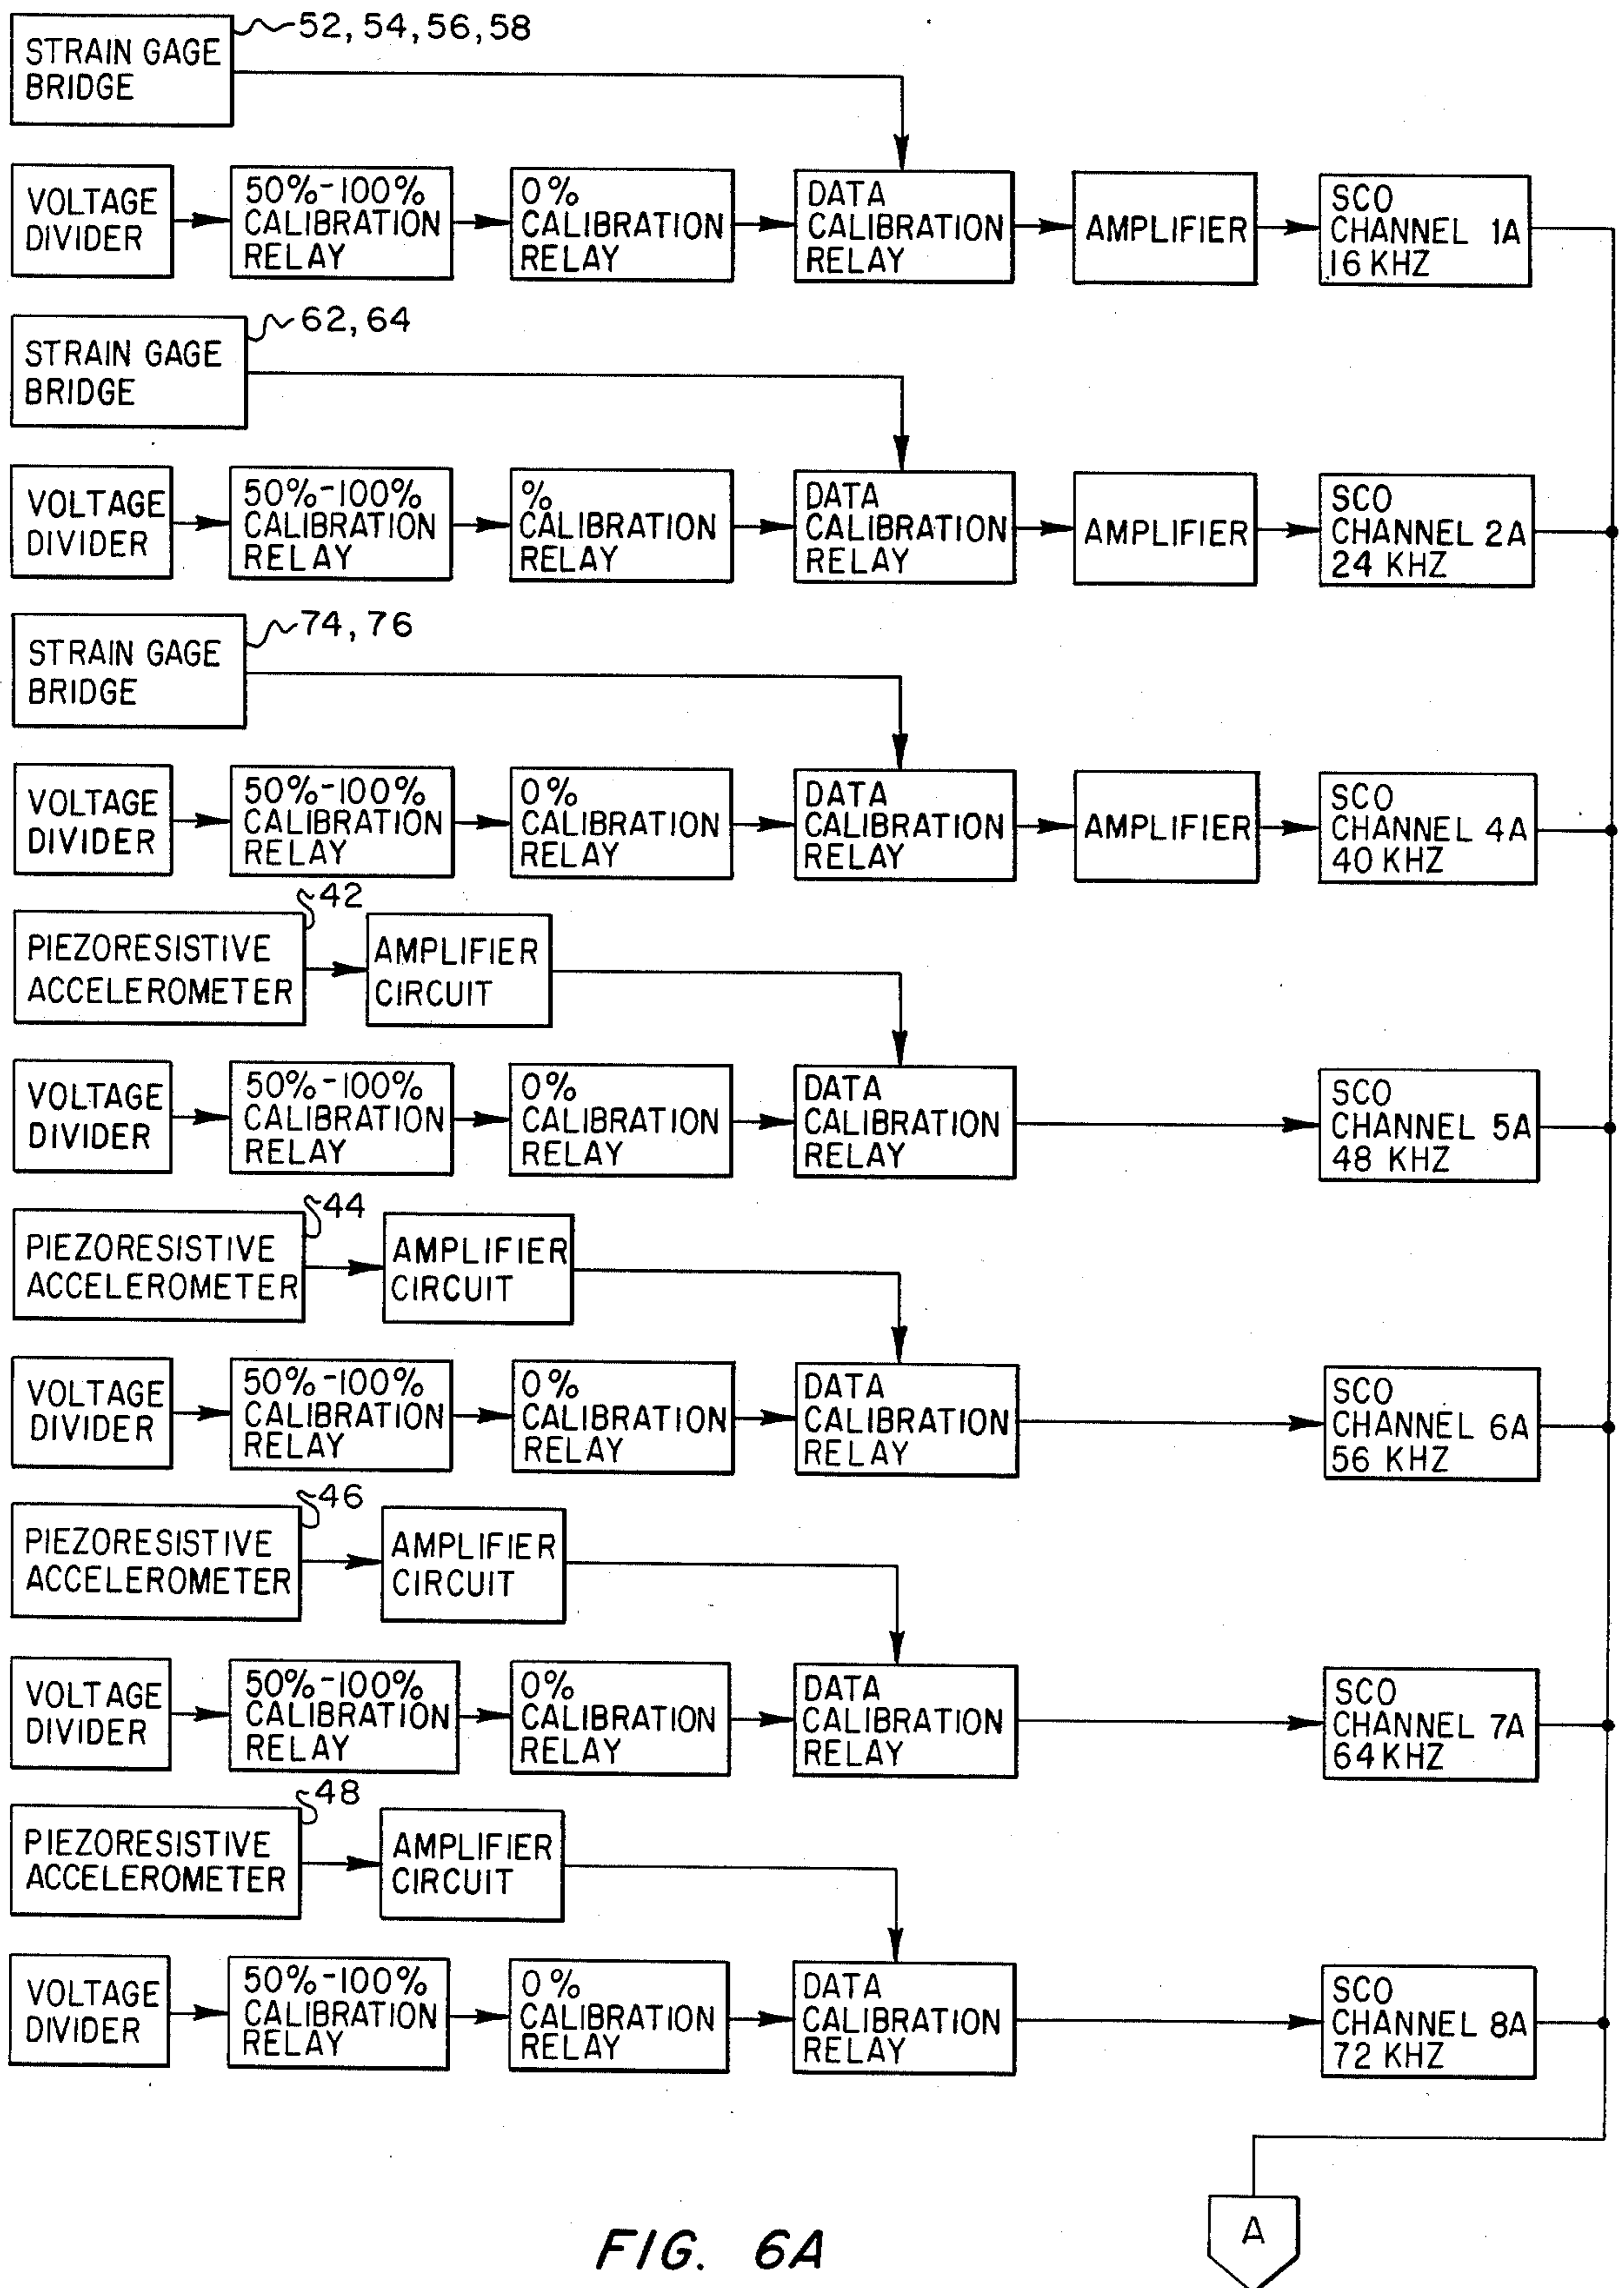 52, 54, 56, 58
STRAIN GAGE
BRIDGE
VOLTAGE
DIVIDER
50%-100%
CALIBRATION
RELAY
0%
CALIBRATION
RELAY
DATA
CALIBRATION
RELAY
AMPLIFIER
SCO
CHANNEL 1A
16 KHZ
62, 64
STRAIN GAGE
BRIDGE
VOLTAGE
DIVIDER
50%-100%
CALIBRATION
RELAY
%
CALIBRATION
RELAY
DATA
CALIBRATION
RELAY
AMPLIFIER
SCO
CHANNEL 2A
24 KHZ
74, 76
STRAIN GAGE
BRIDGE
VOLTAGE
DIVIDER
50%-100%
CALIBRATION
RELAY
0%
CALIBRATION
RELAY
DATA
CALIBRATION
RELAY
AMPLIFIER
SCO
CHANNEL 4A
40 KHZ
42
PIEZORESISTIVE
ACCELEROMETER
AMPLIFIER
CIRCUIT
VOLTAGE
DIVIDER
50%-100%
CALIBRATION
RELAY
0%
CALIBRATION
RELAY
DATA
CALIBRATION
RELAY
SCO
CHANNEL 5A
48 KHZ
44
PIEZORESISTIVE
ACCELEROMETER
AMPLIFIER
CIRCUIT
VOLTAGE
DIVIDER
50%-100%
CALIBRATION
RELAY
0%
CALIBRATION
RELAY
DATA
CALIBRATION
RELAY
SCO
CHANNEL 6A
56 KHZ
46
PIEZORESISTIVE
ACCELEROMETER
AMPLIFIER
CIRCUIT
VOLTAGE
DIVIDER
50%-100%
CALIBRATION
RELAY
0%
CALIBRATION
RELAY
DATA
CALIBRATION
RELAY
SCO
CHANNEL 7A
64 KHZ
48
PIEZORESISTIVE
ACCELEROMETER
AMPLIFIER
CIRCUIT
VOLTAGE
DIVIDER
50%-100%
CALIBRATION
RELAY
0%
CALIBRATION
RELAY
DATA
CALIBRATION
RELAY
SCO
CHANNEL 8A
72 KHZ
A
FIG. 6A